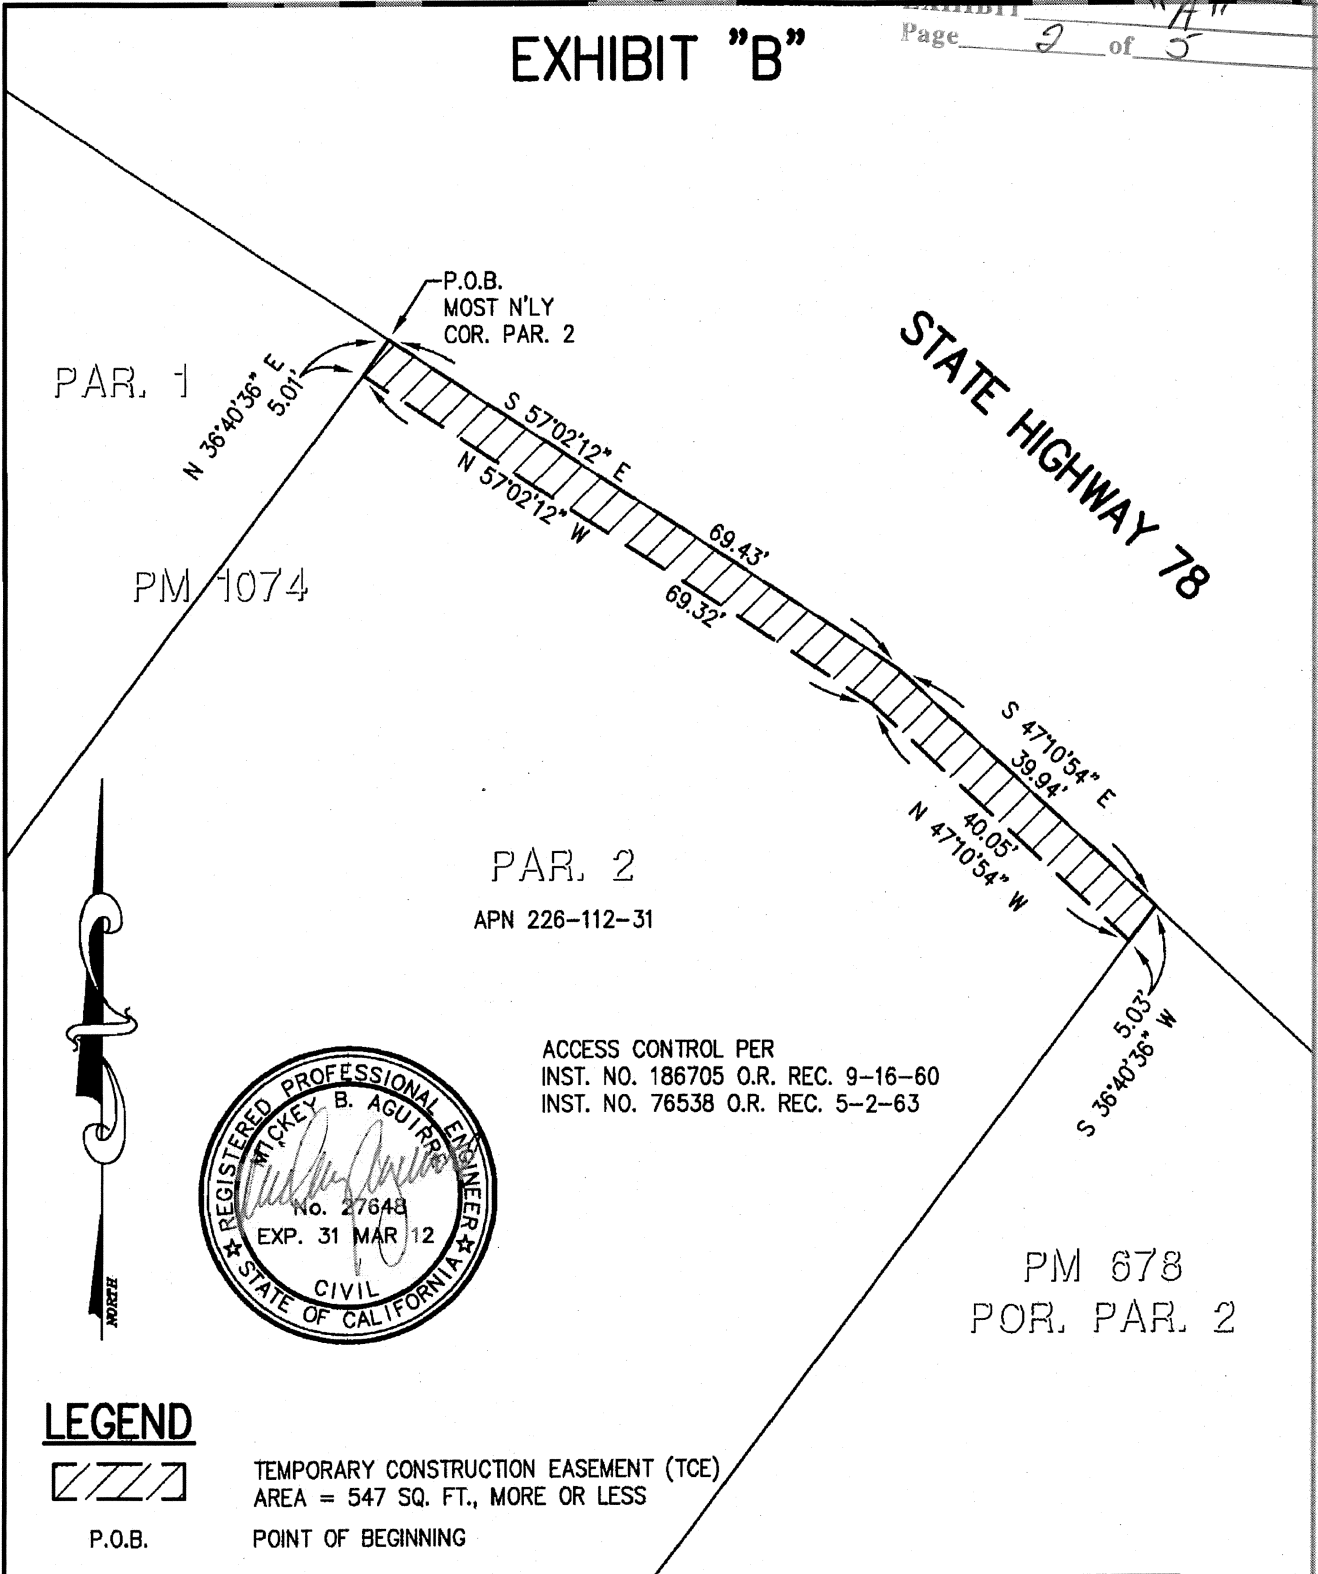 EXHIBIT "A"
Page 2 of 5
EXHIBIT "B"
P.O.B.
MOST N'LY
COR. PAR. 2
STATE HIGHWAY 78
PAR. 1
N 36°40'36" E
5.01'
S 57°02'12" E
N 57°02'12" W
69.43'
69.32'
PM 1074
S 47°10'54" E
39.94'
40.05'
N 47°10'54" W
PAR. 2
APN 226-112-31
5.03'
S 36°40'36" W
ACCESS CONTROL PER
INST. NO. 186705 O.R. REC. 9-16-60
INST. NO. 76538 O.R. REC. 5-2-63
REGISTERED PROFESSIONAL ENGINEER
MICKEY B. AGUIRRE
No. 27648
EXP. 31 MAR 12
CIVIL
STATE OF CALIFORNIA
NORTH
PM 678
POR. PAR. 2
LEGEND
TEMPORARY CONSTRUCTION EASEMENT (TCE)
AREA = 547 SQ. FT., MORE OR LESS
P.O.B. POINT OF BEGINNING